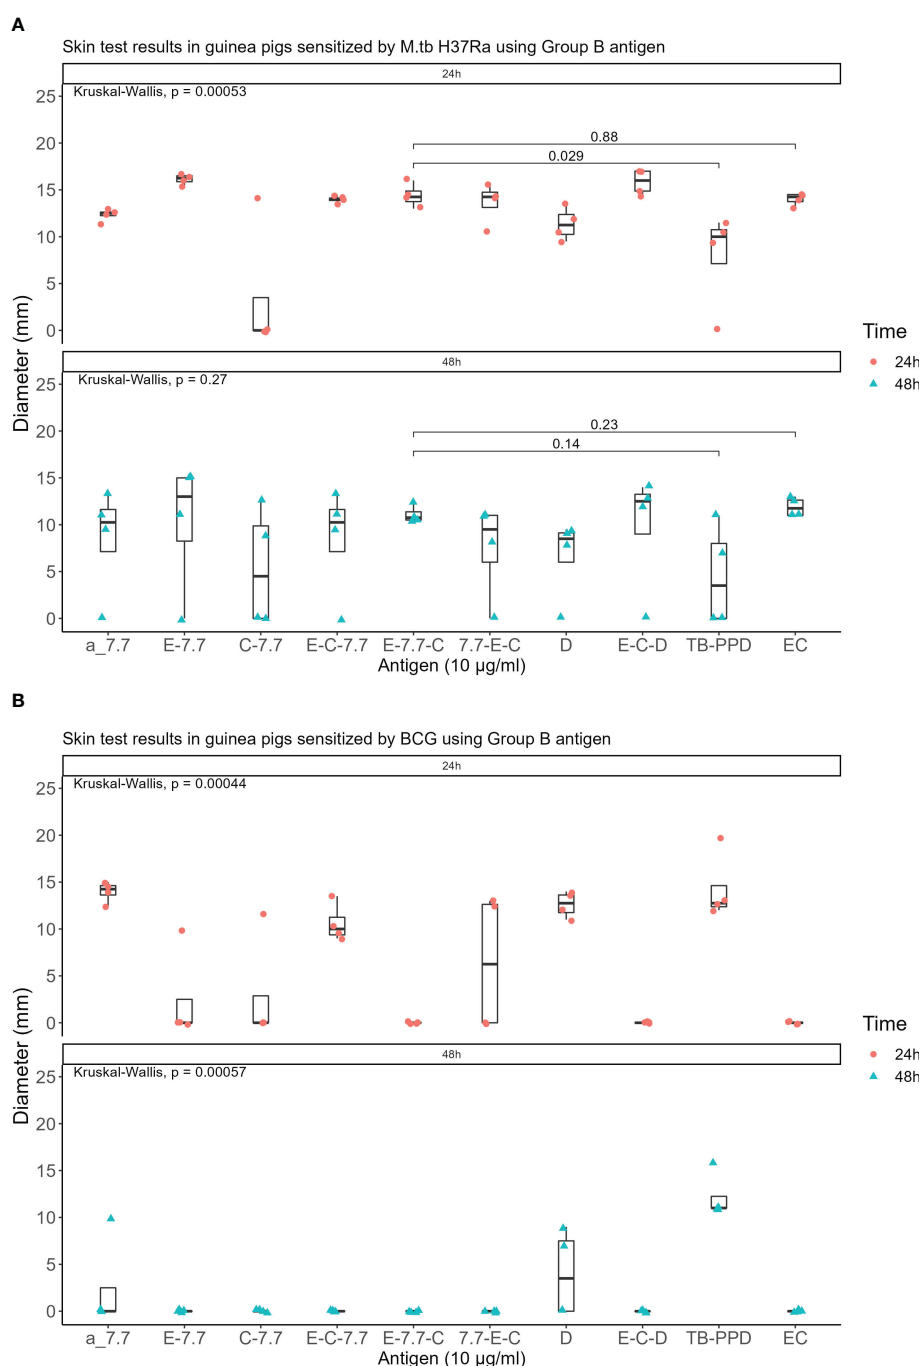 A
Skin test results in guinea pigs sensitized by M.tb H37Ra using Group B antigen
24h
Kruskal-Wallis, p = 0.00053
25
20
15
10
5
0
0.88
0.029
48h
Kruskal-Wallis, p = 0.27
25
20
15
10
5
0
0.23
0.14
Diameter (mm)
a_7.7 E-7.7 C-7.7 E-C-7.7 E-7.7-C 7.7-E-C D E-C-D TB-PPD EC
Antigen (10 µg/ml)
Time
24h
48h
B
Skin test results in guinea pigs sensitized by BCG using Group B antigen
24h
Kruskal-Wallis, p = 0.00044
25
20
15
10
5
0
48h
Kruskal-Wallis, p = 0.00057
25
20
15
10
5
0
Diameter (mm)
a_7.7 E-7.7 C-7.7 E-C-7.7 E-7.7-C 7.7-E-C D E-C-D TB-PPD EC
Antigen (10 µg/ml)
Time
24h
48h